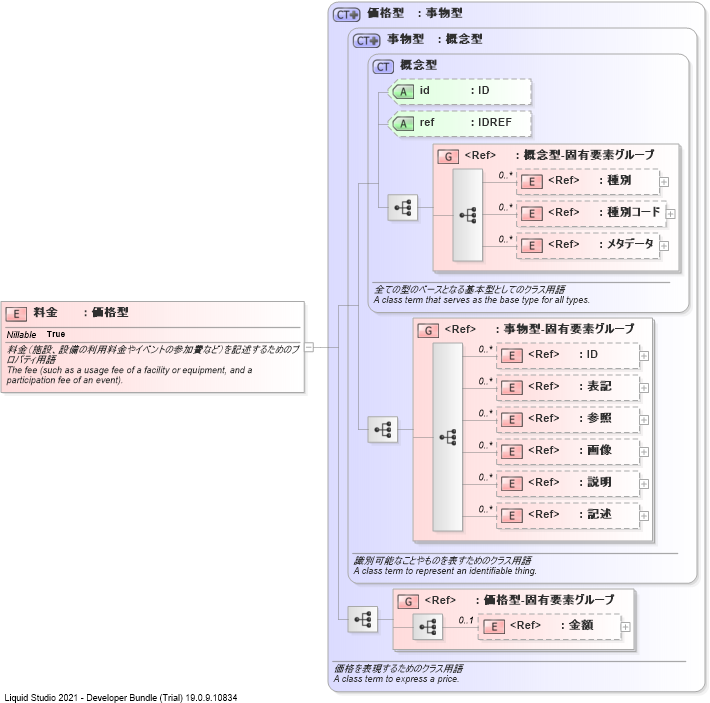 CT 価格型 : 事物型
CT 事物型 : 概念型
CT 概念型
A id : ID
A ref : IDREF
G <Ref> : 概念型-固有要素グループ
0..* E <Ref> : 種別
0..* E <Ref> : 種別コード
0..* E <Ref> : メタデータ
全ての型のベースとなる基本型としてのクラス用語
A class term that serves as the base type for all types.
E 料金 : 価格型
Nillable True
料金（施設、設備の利用料金やイベントの参加費など）を記述するためのプ
ロパティ用語
The fee (such as a usage fee of a facility or equipment, and a
participation fee of an event).
G <Ref> : 事物型-固有要素グループ
0..* E <Ref> : ID
0..* E <Ref> : 表記
0..* E <Ref> : 参照
0..* E <Ref> : 画像
0..* E <Ref> : 説明
0..* E <Ref> : 記述
識別可能なことやものを表すためのクラス用語
A class term to represent an identifiable thing.
G <Ref> : 価格型-固有要素グループ
0..1 E <Ref> : 金額
価格を表現するためのクラス用語
A class term to express a price.
Liquid Studio 2021 - Developer Bundle (Trial) 19.0.9.10834